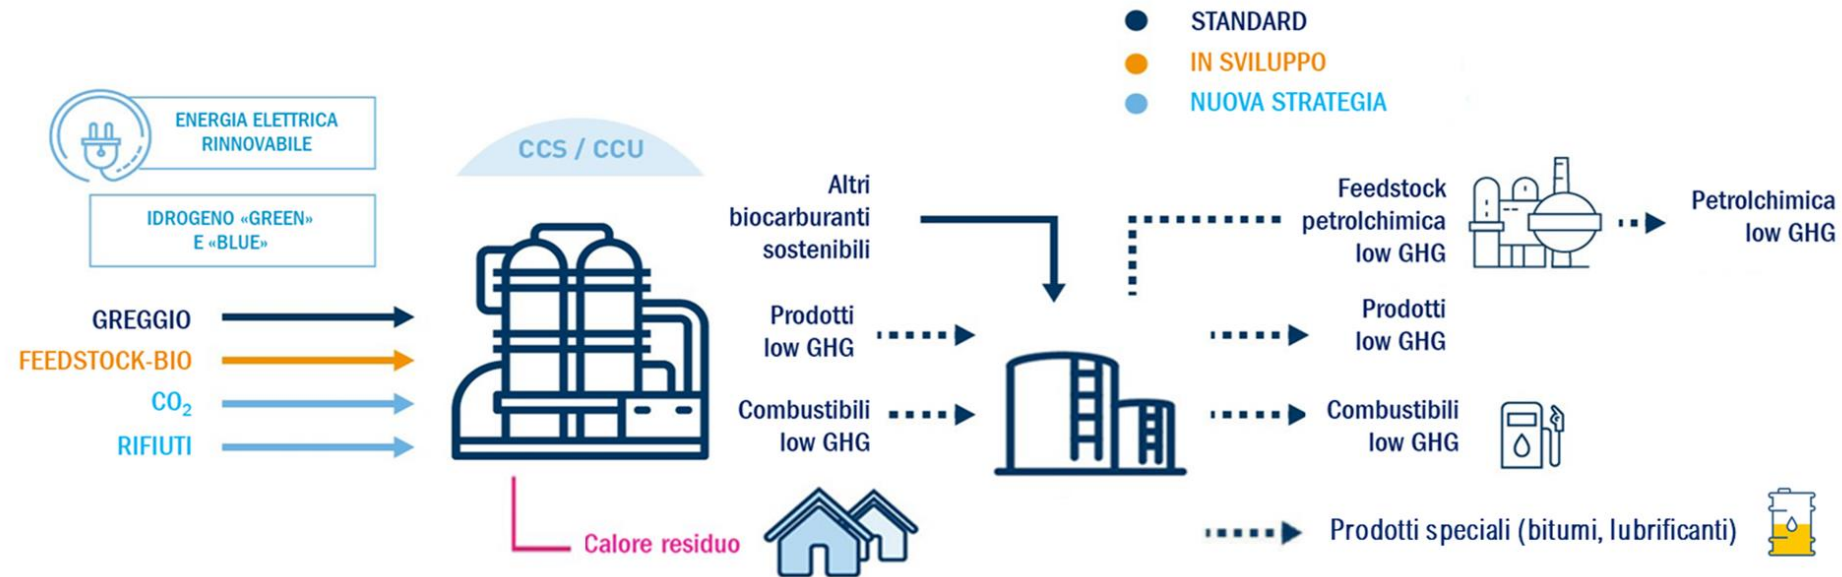 STANDARD
IN SVILUPPO
NUOVA STRATEGIA
ENERGIA ELETTRICA
RINNOVABILE
IDROGENO «GREEN»
E «BLUE»
GREGGIO
FEEDSTOCK-BIO
CO₂
RIFIUTI
CCS / CCU
Calore residuo
Altri
biocarburanti
sostenibili
Prodotti
low GHG
Combustibili
low GHG
Feedstock
petrolchimica
low GHG
Petrolchimica
low GHG
Prodotti
low GHG
Combustibili
low GHG
Prodotti speciali (bitumi, lubrificanti)